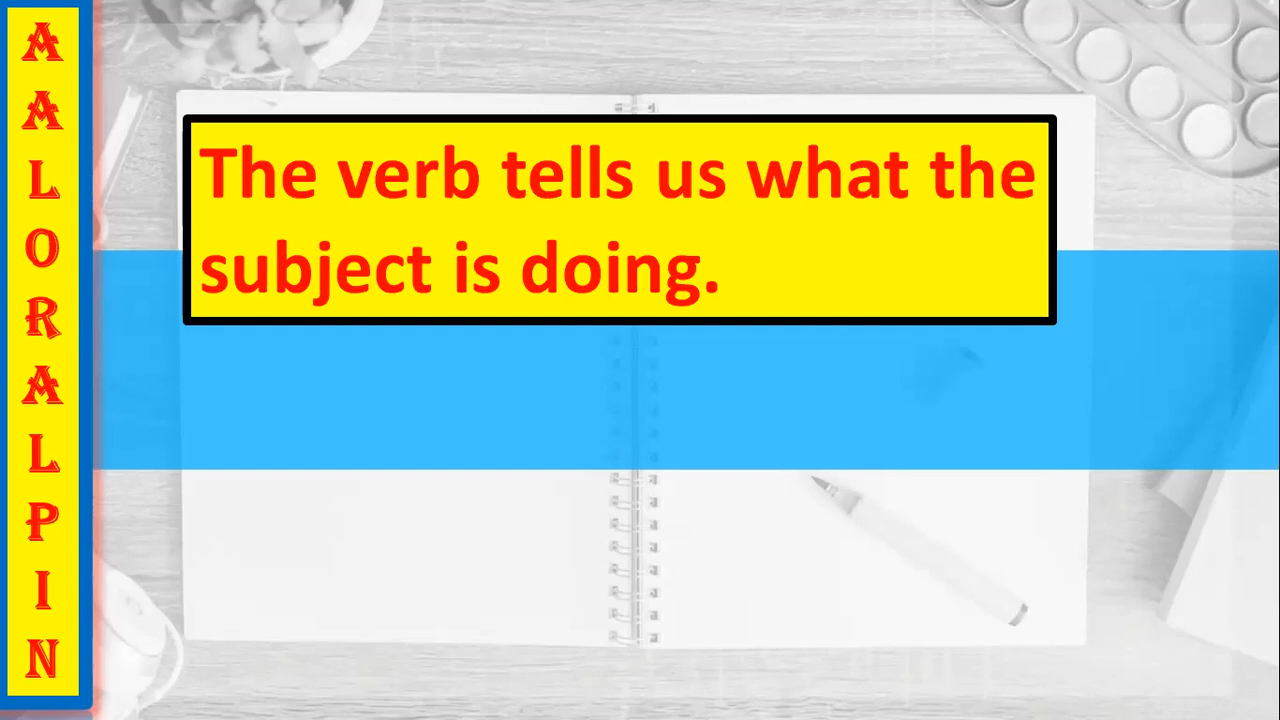 AALORALPIN
The verb tells us what the
subject is doing.